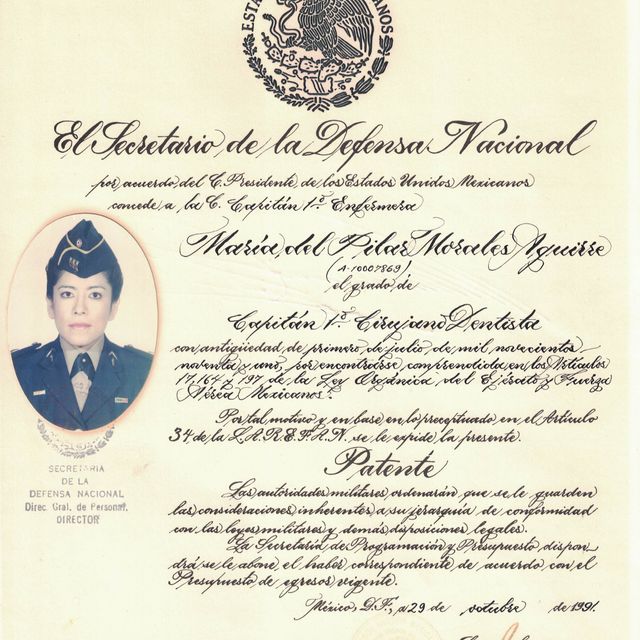 ESTA ANOS
El Secretario de la Defensa Nacional
por acuerdo del C. Presidente de los Estados Unidos Mexicanos
concede a la C. Capitán 1º. Enfermera
María del Pilar Morales Aguirre
(A-10007869)
el grado de
Capitán 1º. Cirujano Dentista
con antigüedad de primero de julio de mil novecientos
noventa y uno, por encontrarse comprendida en los Artículos
17, 164 y 197 de la Ley Orgánica del Ejército y Fuerza
Aérea Mexicanos.
Por tal motivo y en base en lo preceptuado en el Artículo
34 de la L.A.R.E.F.A.N. se le expide la presente.
Patente
Las autoridades militares ordenarán que se le guarden
las consideraciones inherentes a su jerarquía de conformidad
con las leyes militares y demás disposiciones legales.
La Secretaría de Programación y Presupuesto dispon-
drá se le abone el haber correspondiente de acuerdo con el
Presupuesto de egresos vigente.
México, D.F., a 29 de octubre de 1991.
SECRETARIA
DE LA
DEFENSA NACIONAL
Direc. Gral. de Personal.
DIRECTOR